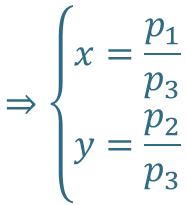 ⇒ { x = p₁/p₃
y = p₂/p₃